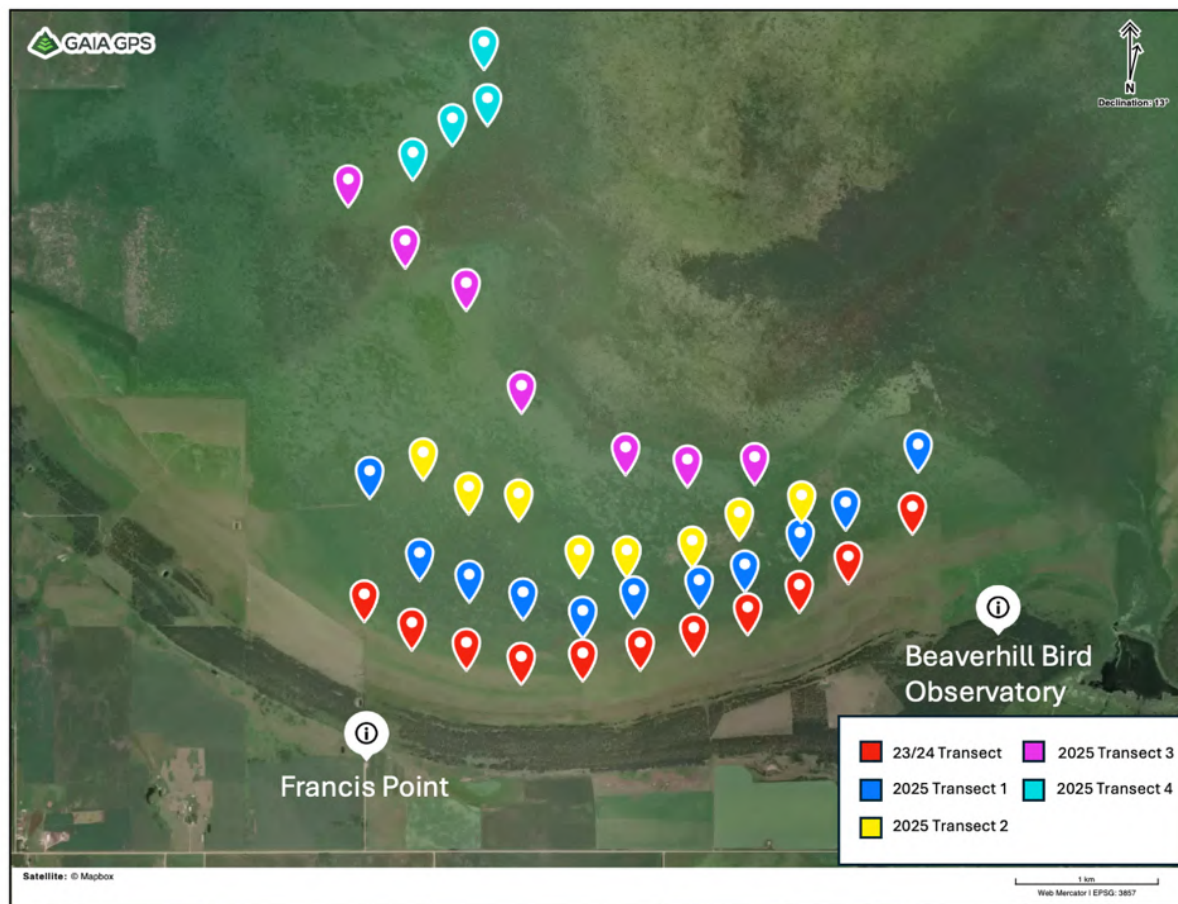 GAIA GPS
N
Declination: 13°
Beaverhill Bird
Observatory
Francis Point
23/24 Transect
2025 Transect 3
2025 Transect 1
2025 Transect 4
2025 Transect 2
Satellite: © Mapbox
1 km
Web Mercator I EPSG: 3857